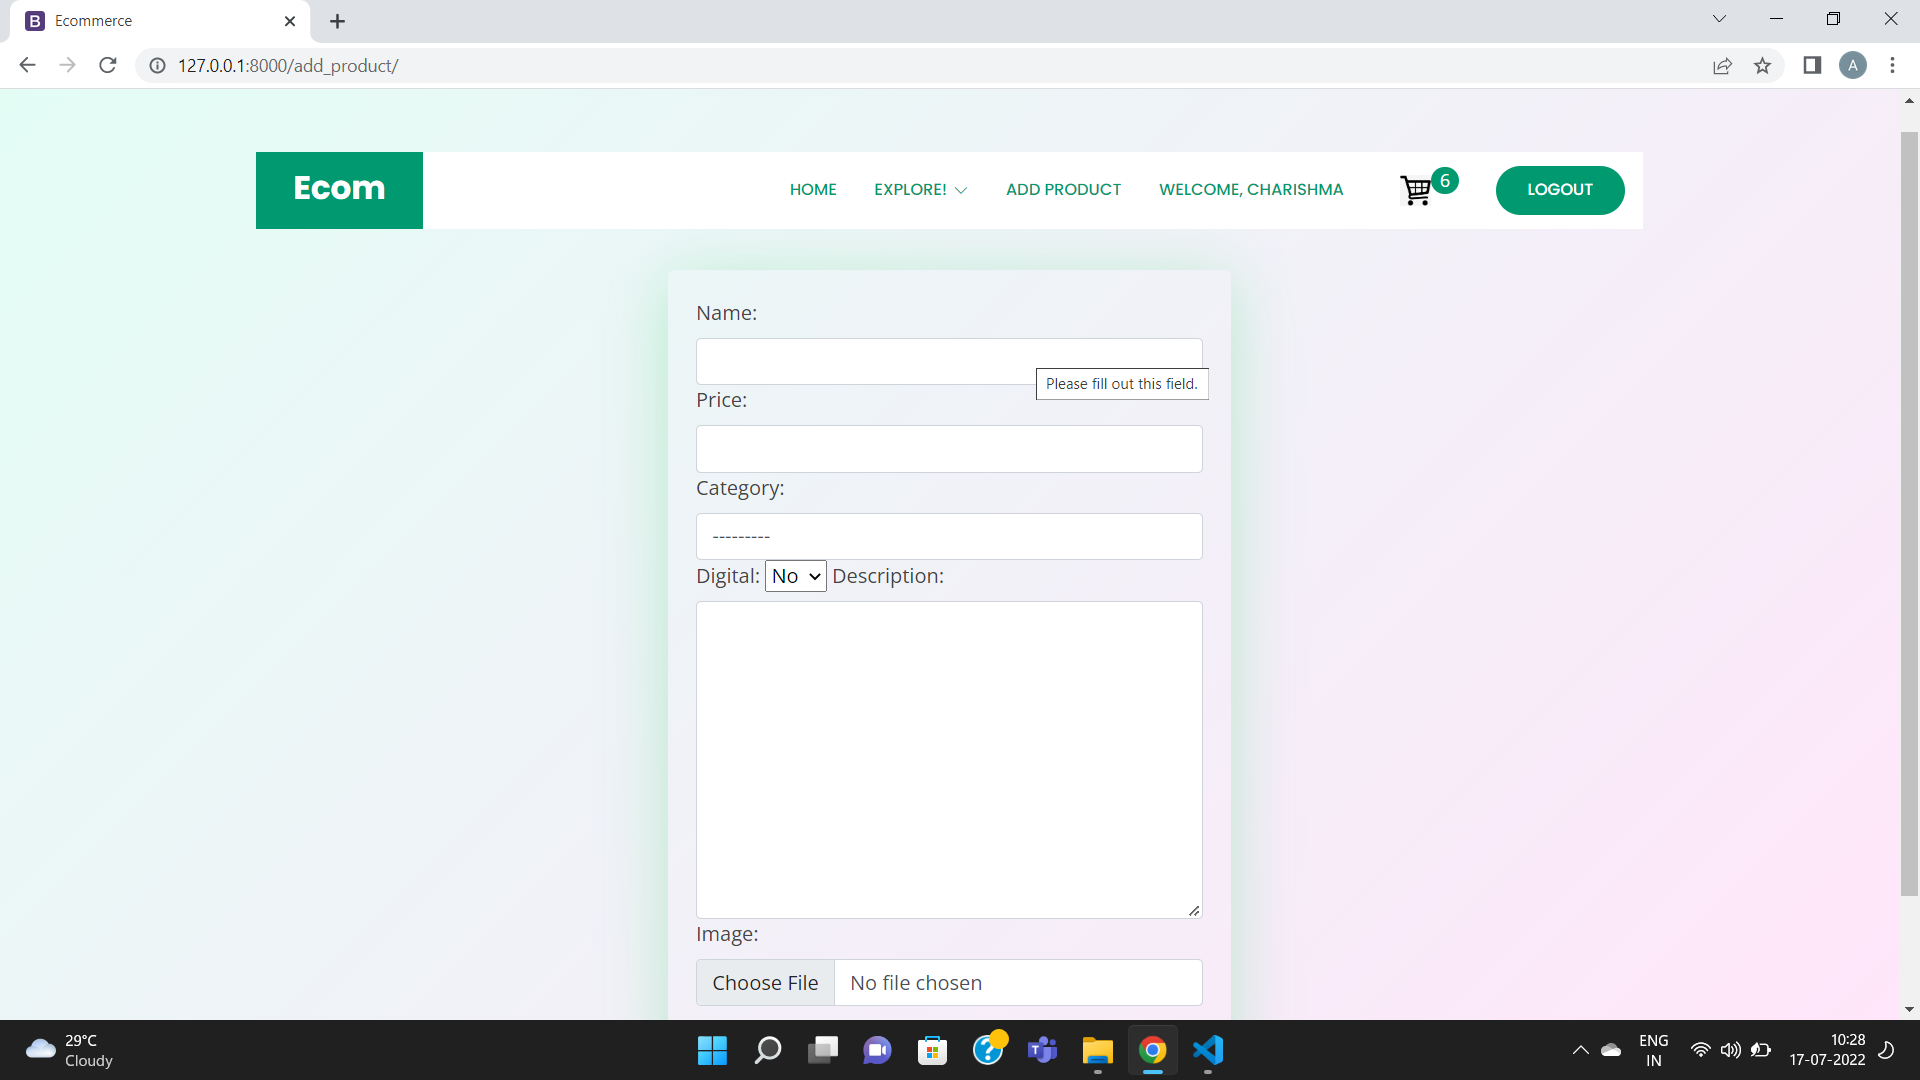 Ecommerce
127.0.0.1:8000/add_product/
A
Ecom
HOME
EXPLORE!
ADD PRODUCT
WELCOME, CHARISHMA
6
LOGOUT
Name:
Please fill out this field.
Price:
Category:
---------
Digital: No Description:
Image:
Choose File No file chosen
29°C
Cloudy
ENG
IN
10:28
17-07-2022